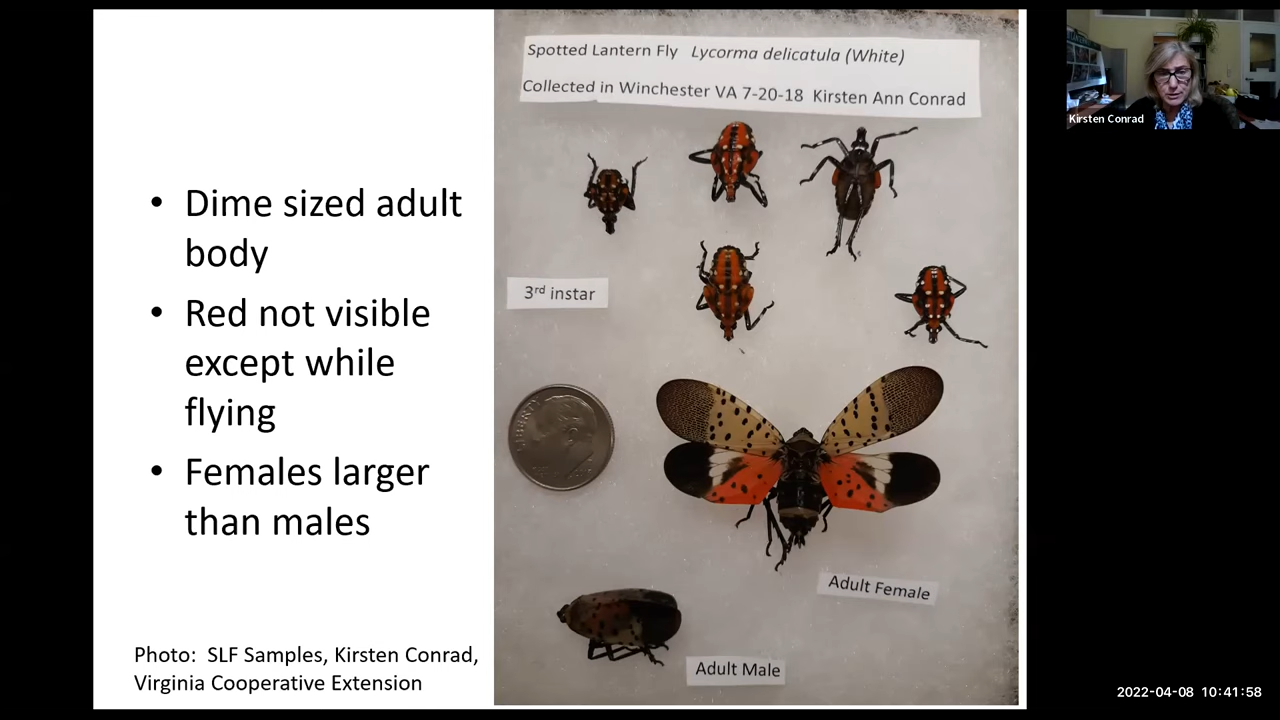 • Dime sized adult
body
• Red not visible
except while
flying
• Females larger
than males
Photo: SLF Samples, Kirsten Conrad,
Virginia Cooperative Extension
Spotted Lantern Fly Lycorma delicatula (White)
Collected in Winchester VA 7-20-18 Kirsten Ann Conrad
3rd instar
LIBERTY
Adult Female
Adult Male
Kirsten Conrad
2022-04-08 10:41:58